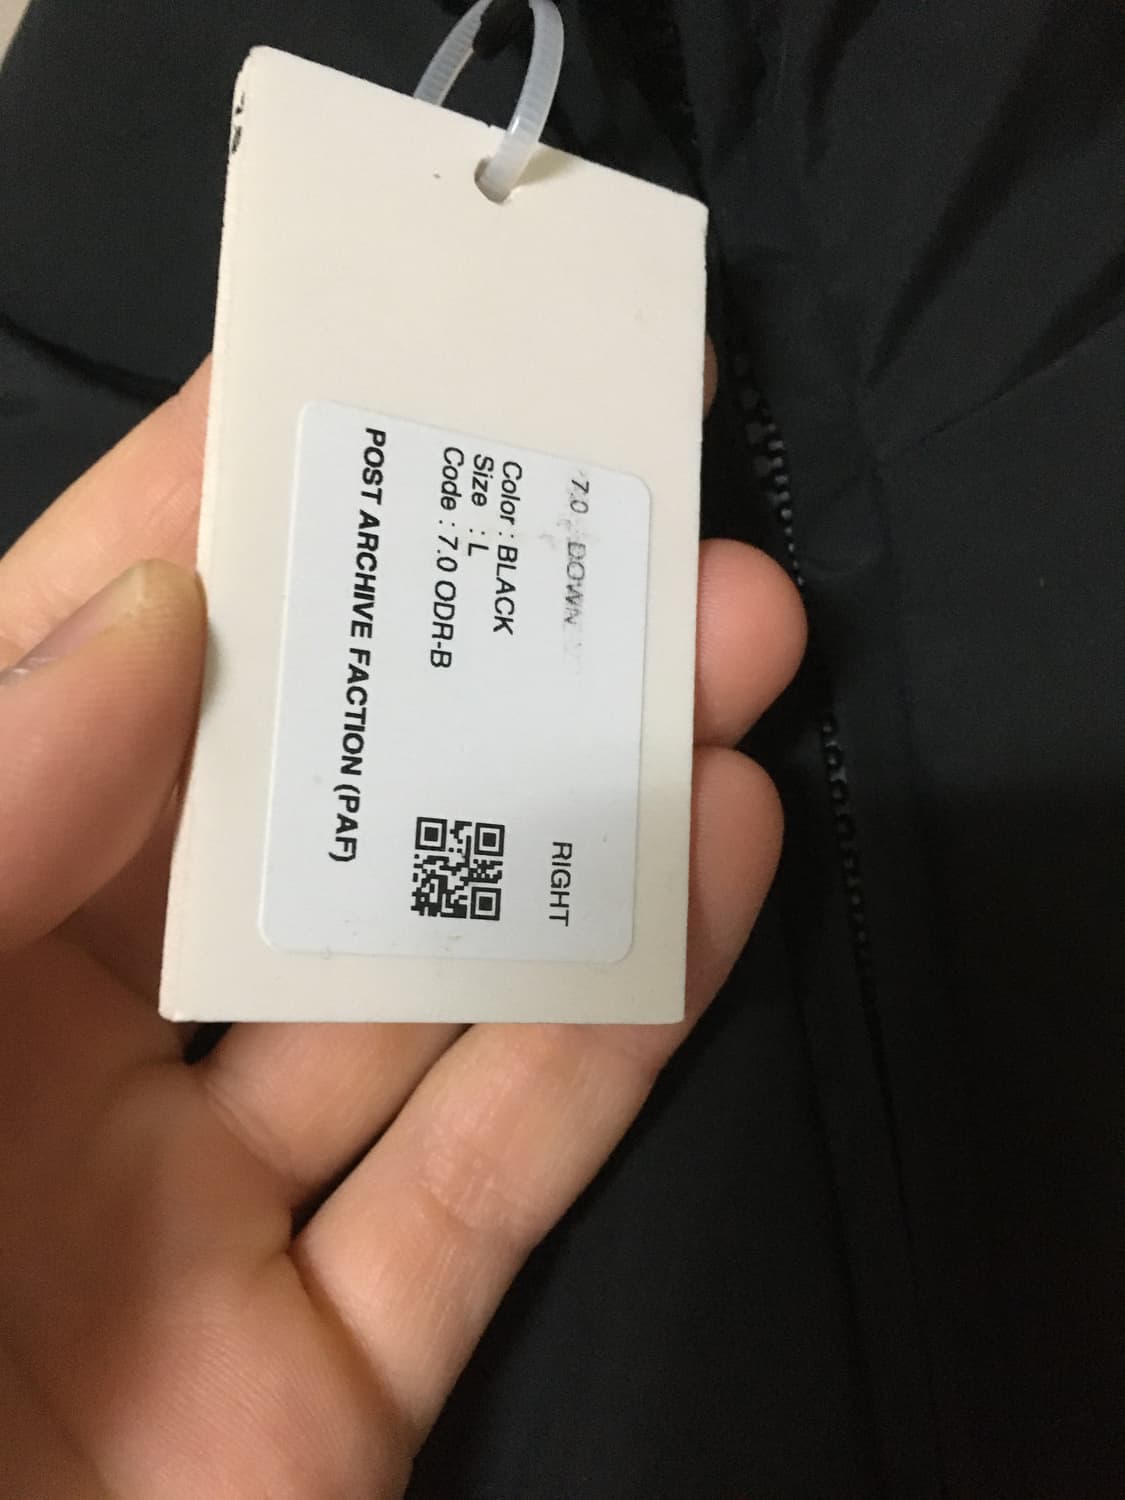 7.0 DOWN RIGHT
Color : BLACK
Size : L
Code : 7.0 ODR-B
POST ARCHIVE FACTION (PAF)